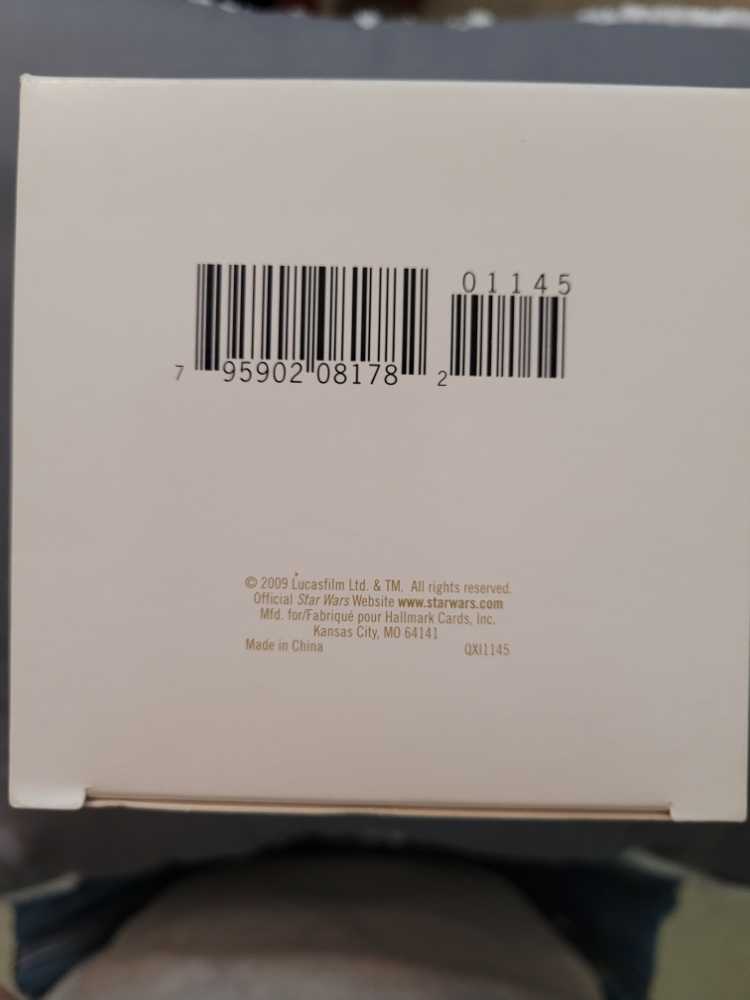 01145
7 95902 08178 2
© 2009 Lucasfilm Ltd. & TM. All rights reserved.
Official Star Wars Website www.starwars.com
Mfd. for/Fabriqué pour Hallmark Cards, Inc.
Kansas City, MO 64141
Made in China QXI1145